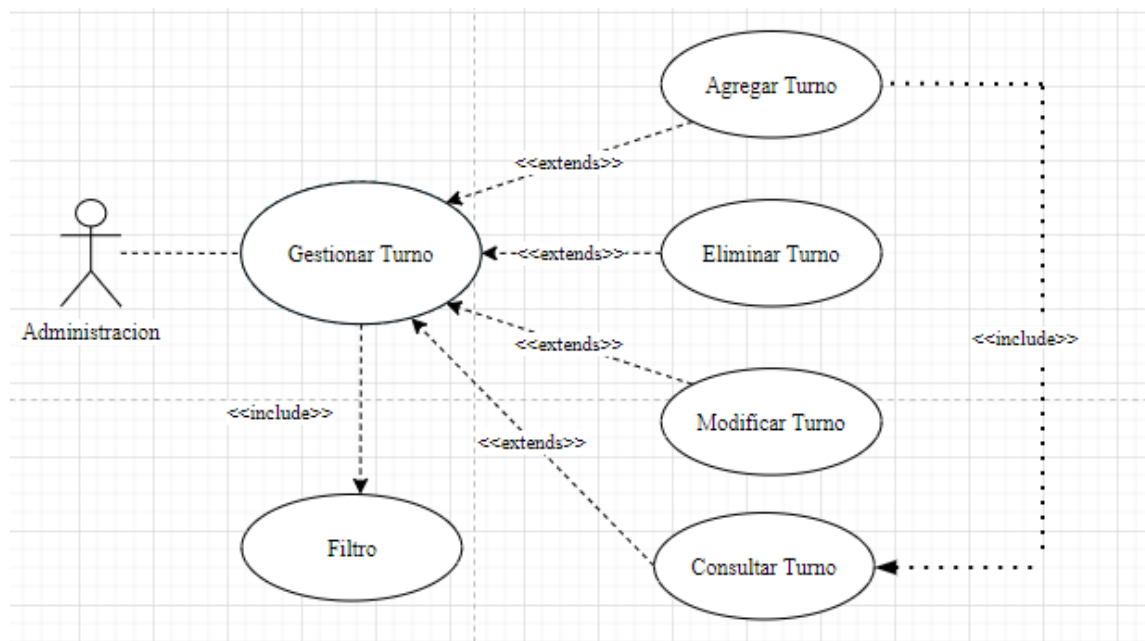 Agregar Turno
<<extends>>
Gestionar Turno
<<extends>>
Eliminar Turno
Administracion
<<extends>>
<<include>>
<<include>>
Modificar Turno
<<extends>>
Filtro
Consultar Turno